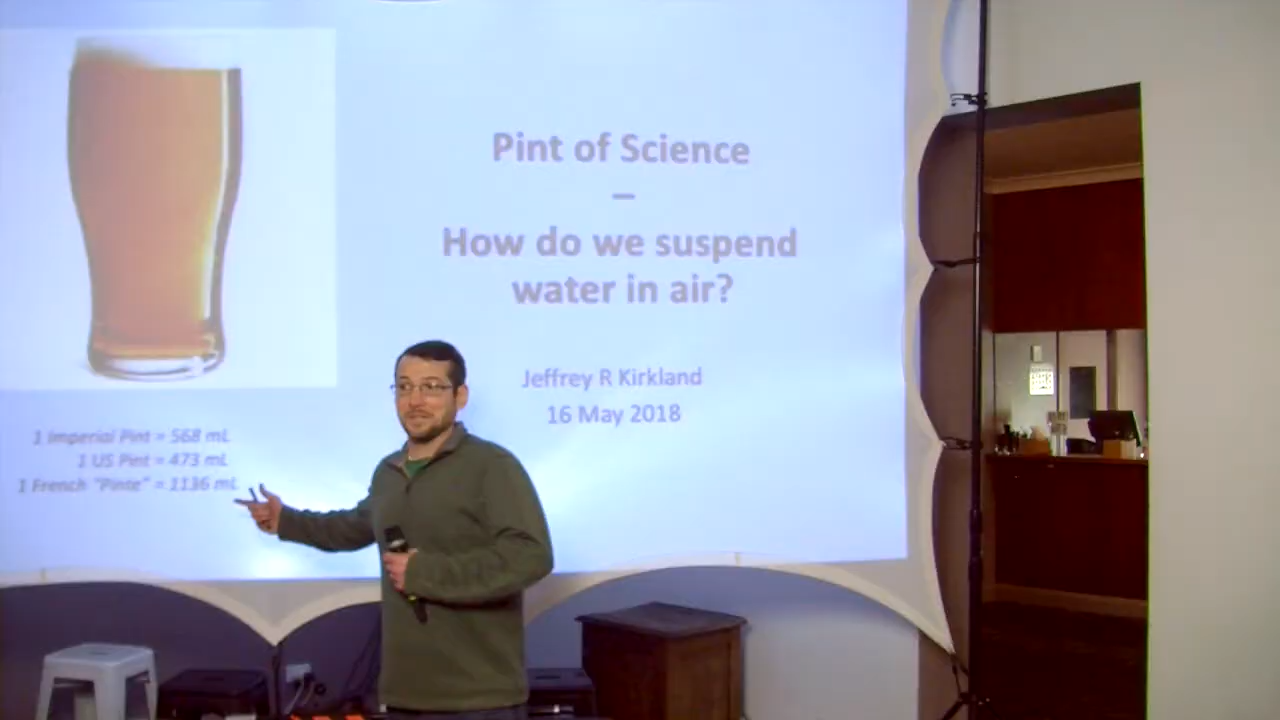 Pint of Science
–
How do we suspend
water in air?
Jeffrey R Kirkland
16 May 2018
1 Imperial Pint = 568 mL
1 US Pint = 473 mL
1 French "Pinte" = 1136 mL